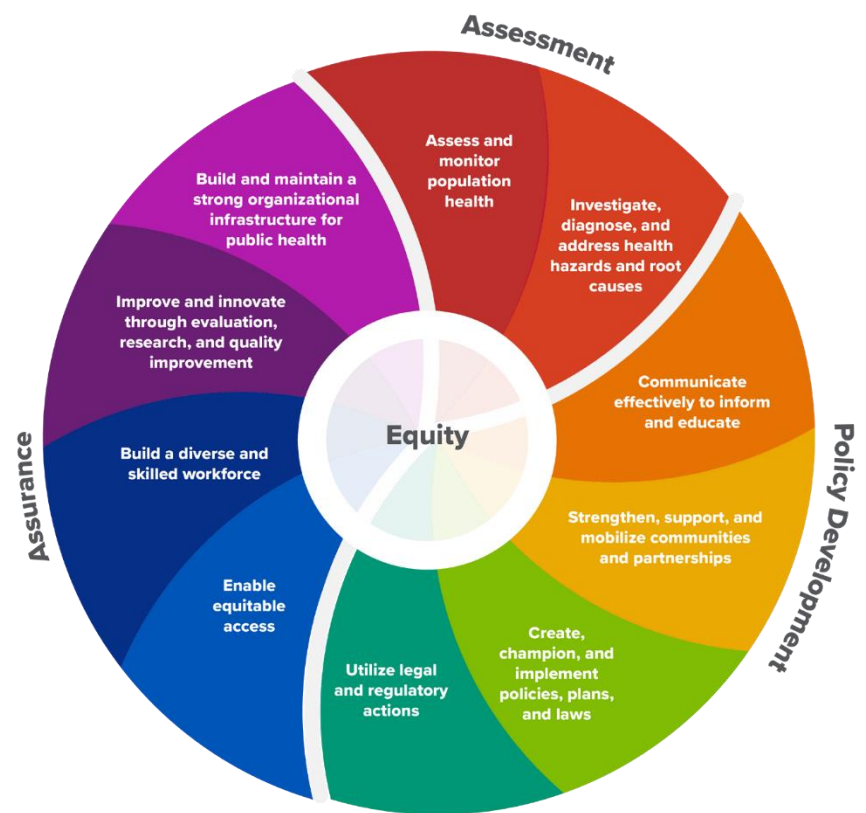 Assessment
Assess and
monitor
population
health
Investigate,
diagnose, and
address health
hazards and root
causes
Policy Development
Communicate
effectively to inform
and educate
Strengthen, support, and
mobilize communities
and partnerships
Create,
champion, and
implement
policies, plans,
and laws
Utilize legal
and regulatory
actions
Assurance
Enable
equitable
access
Build a diverse and
skilled workforce
Improve and innovate
through evaluation,
research, and quality
improvement
Build and maintain a
strong organizational
infrastructure for
public health
Equity